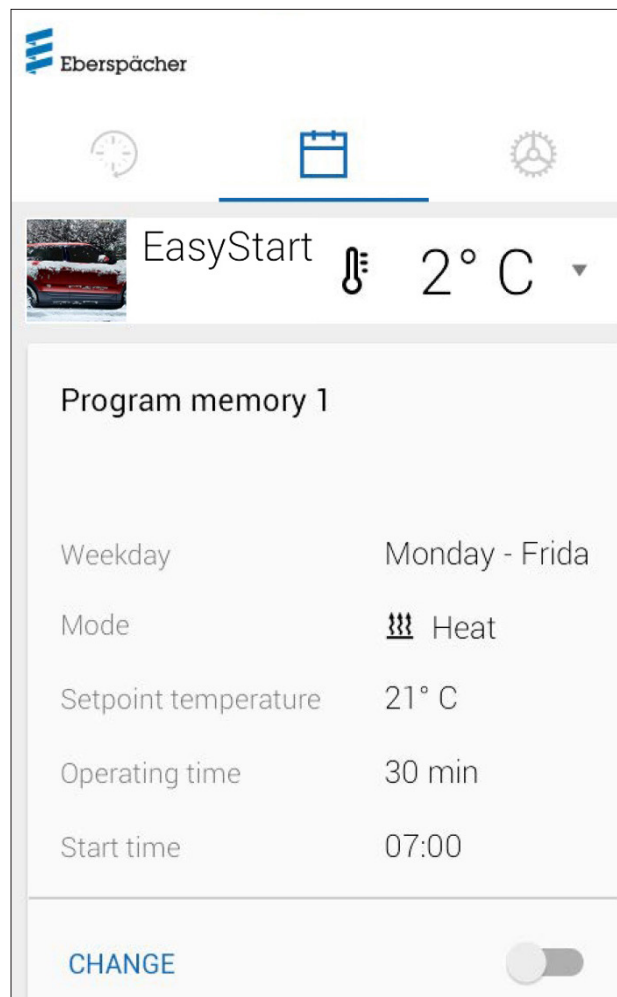 Eberspächer
EasyStart 2° C
Program memory 1
Weekday Monday - Frida
Mode Heat
Setpoint temperature 21° C
Operating time 30 min
Start time 07:00
CHANGE